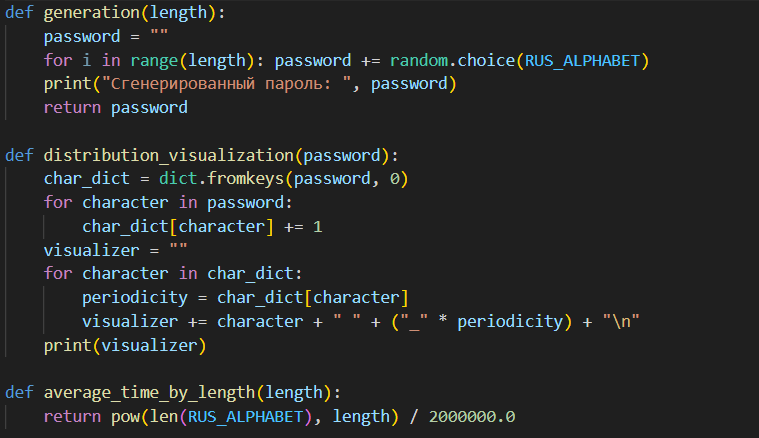 def generation(length):
    password = ""
    for i in range(length): password += random.choice(RUS_ALPHABET)
    print("Сгенерированный пароль: ", password)
    return password

def distribution_visualization(password):
    char_dict = dict.fromkeys(password, 0)
    for character in password:
        char_dict[character] += 1
    visualizer = ""
    for character in char_dict:
        periodicity = char_dict[character]
        visualizer += character + " " + ("_" * periodicity) + "\n"
    print(visualizer)

def average_time_by_length(length):
    return pow(len(RUS_ALPHABET), length) / 2000000.0